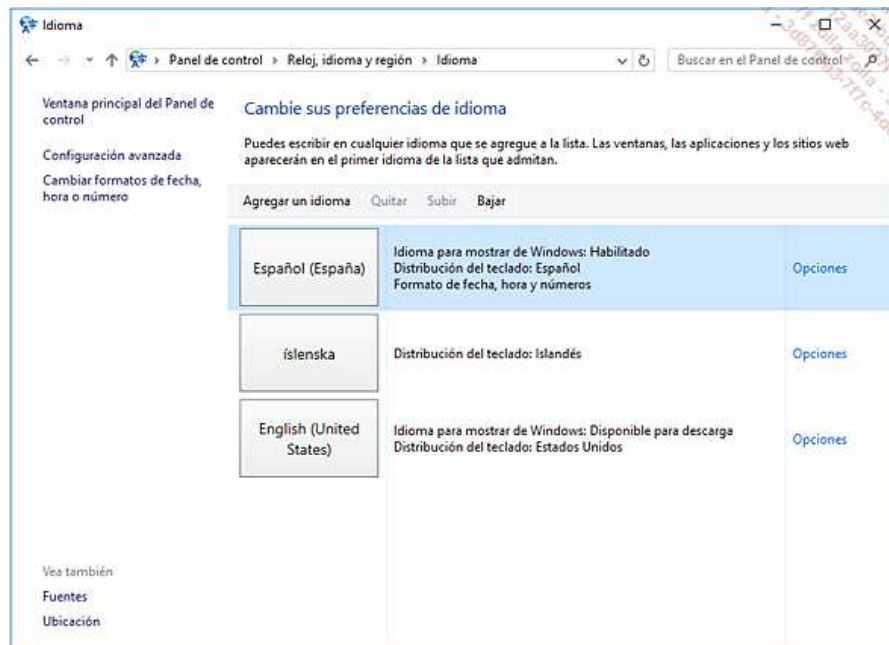 Idioma
Panel de control › Reloj, idioma y región › Idioma
Buscar en el Panel de control
Ventana principal del Panel de
control
Configuración avanzada
Cambiar formatos de fecha,
hora o número
Cambie sus preferencias de idioma
Puedes escribir en cualquier idioma que se agregue a la lista. Las ventanas, las aplicaciones y los sitios web
aparecerán en el primer idioma de la lista que admitan.
Agregar un idioma Quitar Subir Bajar
Español (España)
Idioma para mostrar de Windows: Habilitado
Distribución del teclado: Español
Formato de fecha, hora y números
Opciones
íslenska
Distribución del teclado: Islandés
Opciones
English (United
States)
Idioma para mostrar de Windows: Disponible para descarga
Distribución del teclado: Estados Unidos
Opciones
Vea también
Fuentes
Ubicación